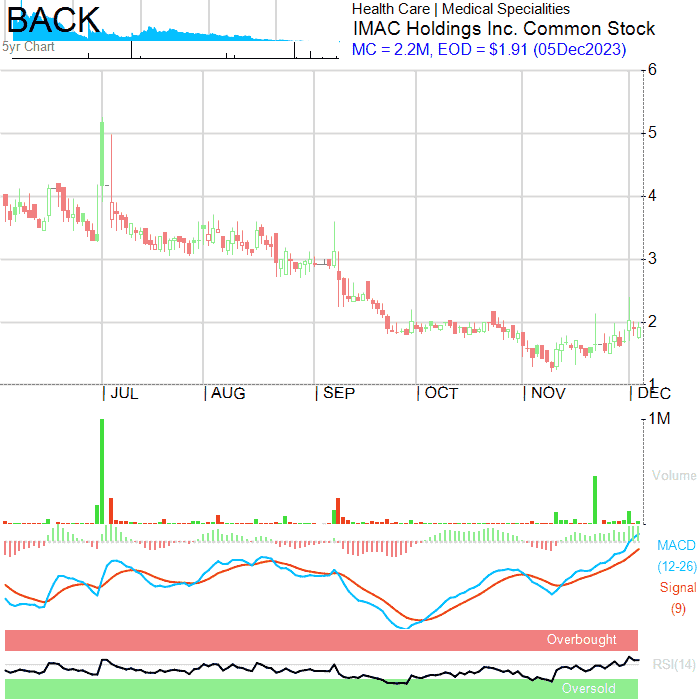 BACK
5yr Chart
Health Care | Medical Specialities
IMAC Holdings Inc. Common Stock
MC = 2.2M, EOD = $1.91 (05Dec2023)
6
5
4
3
2
1
JUL AUG SEP OCT NOV DEC
1M
Volume
MACD
(12-26)
Signal
(9)
Overbought
RSI(14)
Oversold